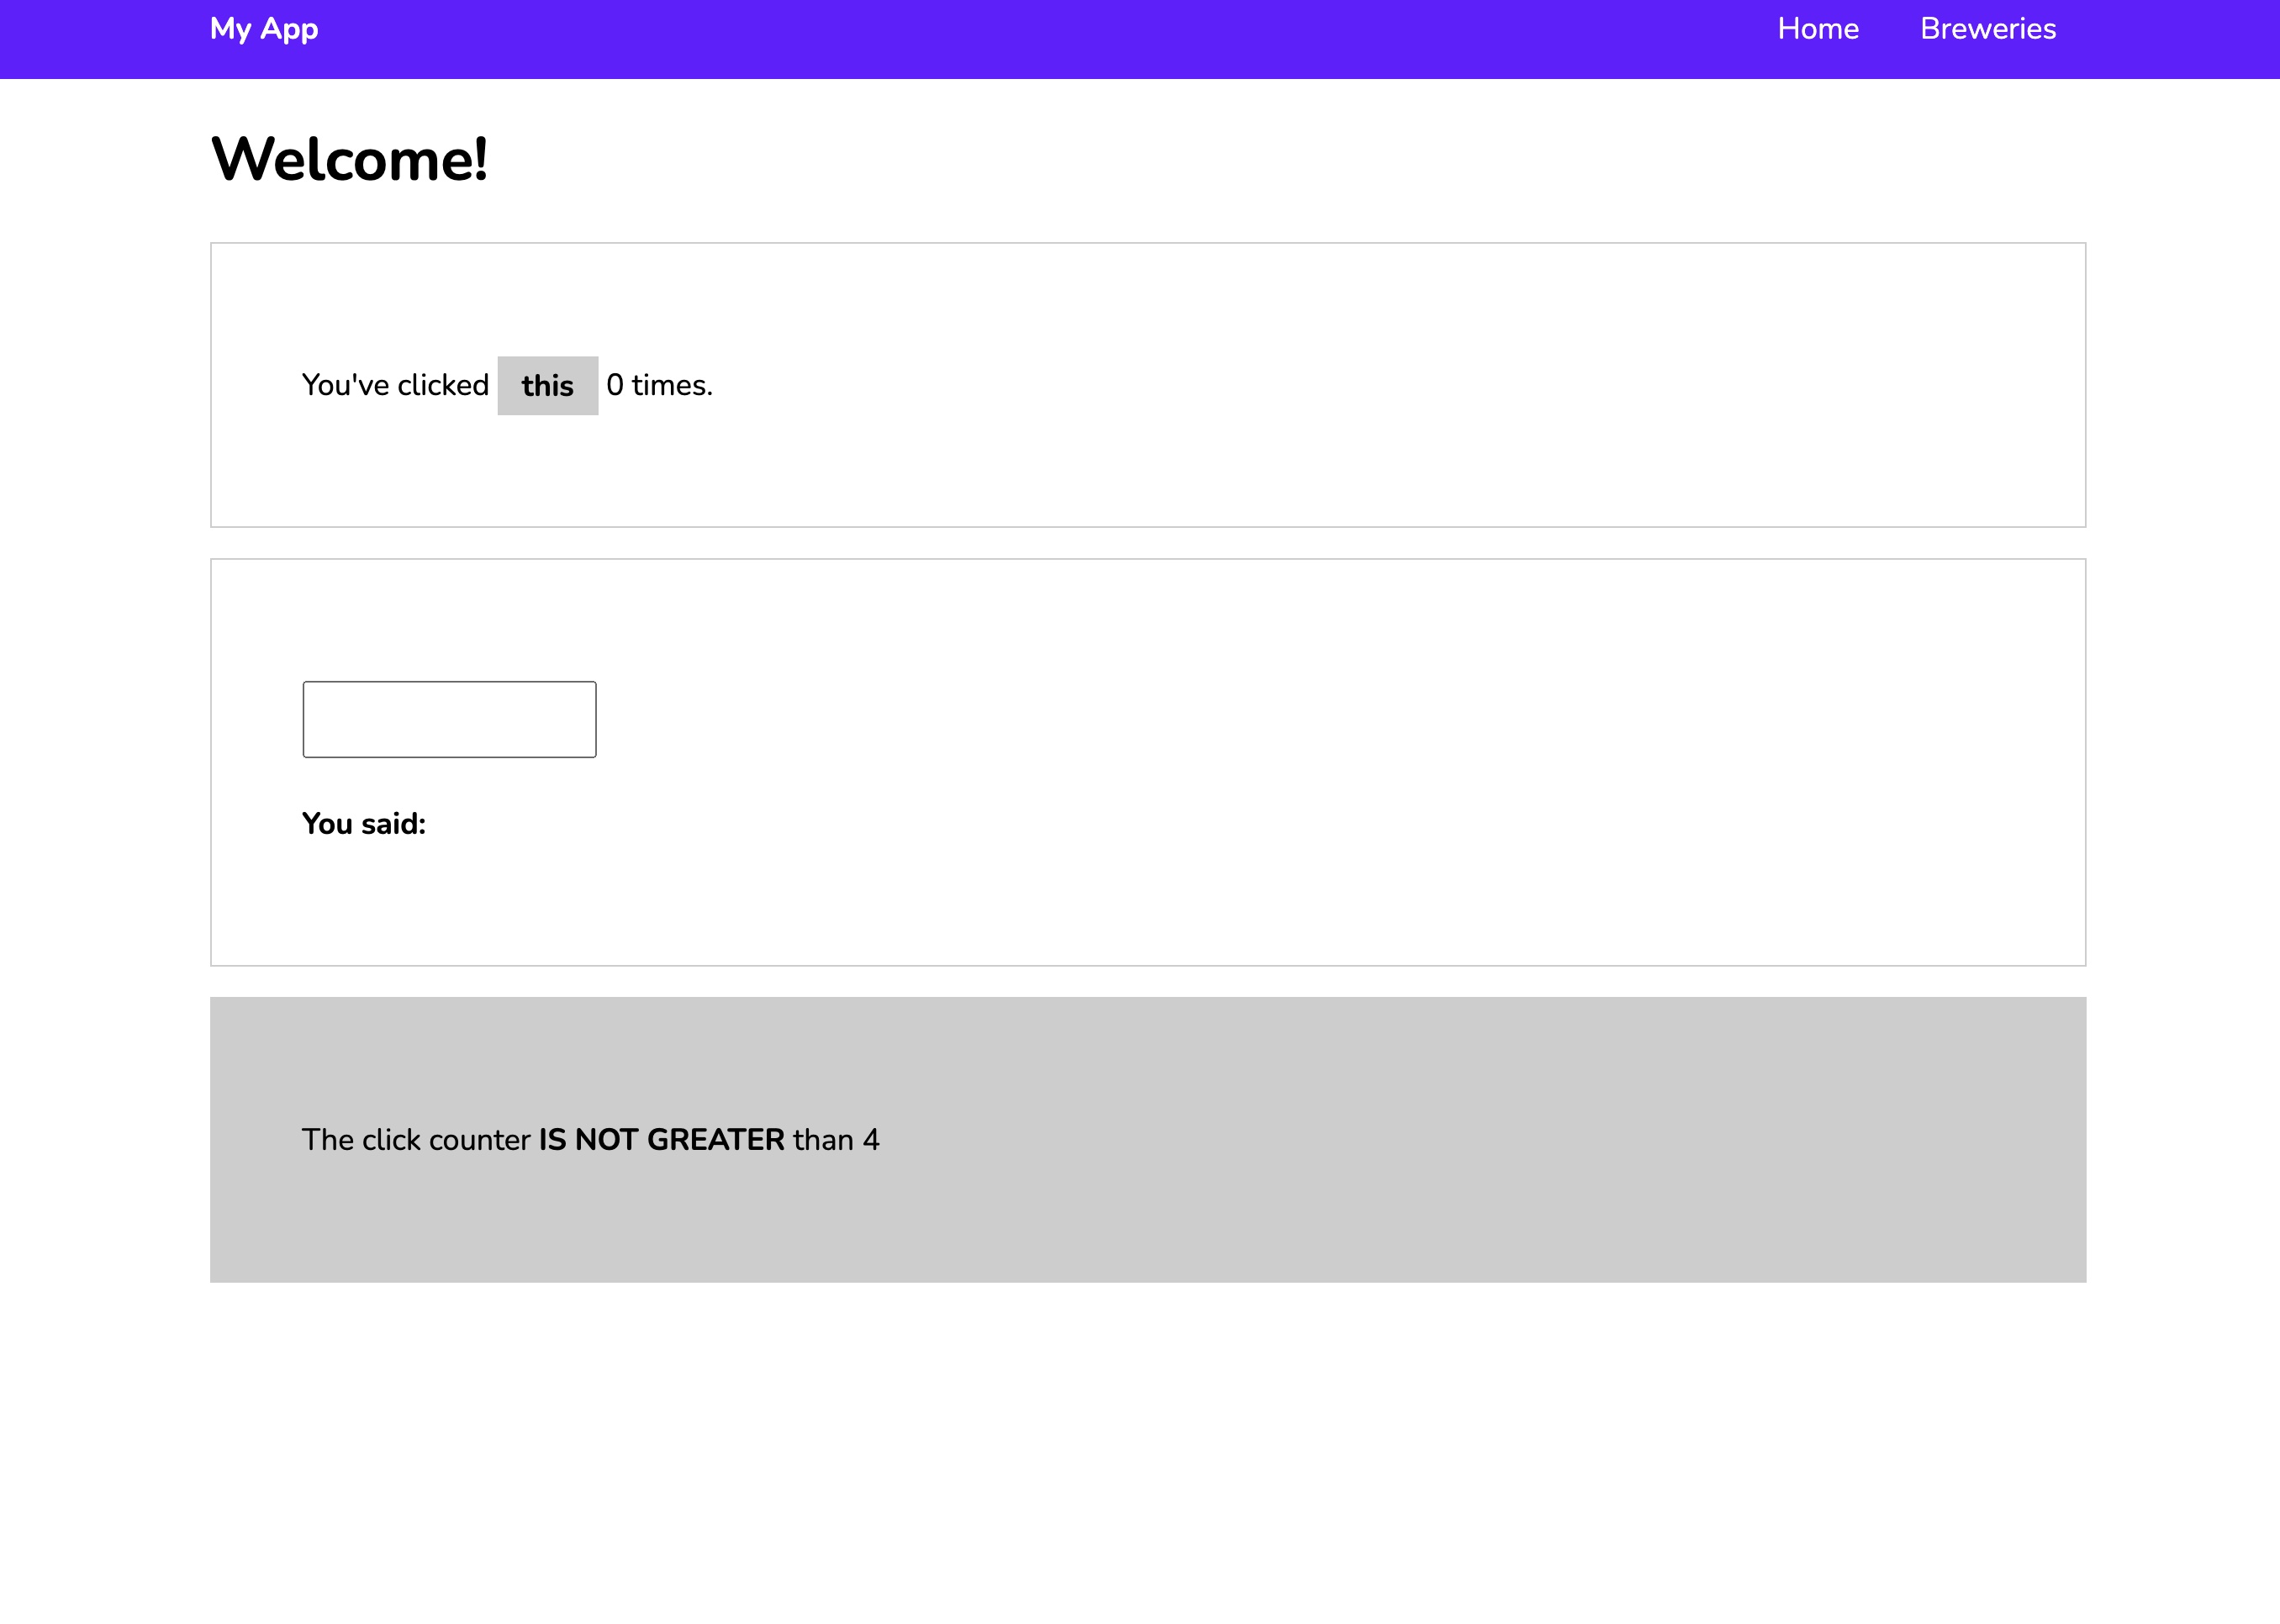 My App Home Breweries
Welcome!
You've clicked this 0 times.
You said:
The click counter IS NOT GREATER than 4